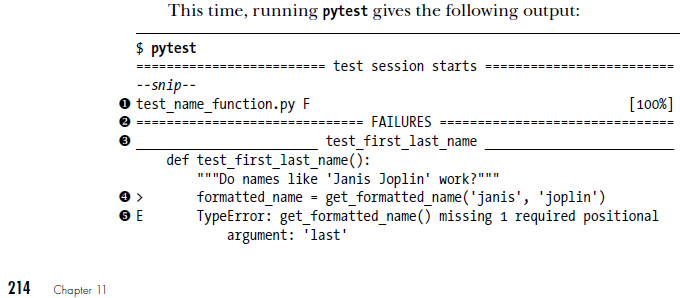 This time, running pytest gives the following output:
$ pytest
========================= test session starts =========================
--snip--
❶ test_name_function.py F [100%]
❷ ============================== FAILURES ===============================
❸ ________________________ test_first_last_name _________________________
def test_first_last_name():
"""Do names like 'Janis Joplin' work?"""
❹ > formatted_name = get_formatted_name('janis', 'joplin')
❺ E TypeError: get_formatted_name() missing 1 required positional
argument: 'last'
214 Chapter 11